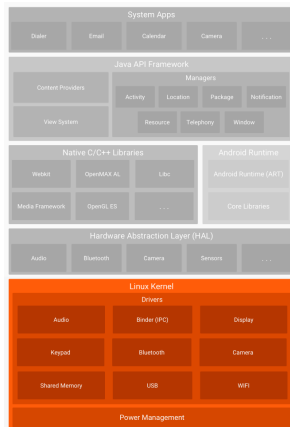 System Apps
Dialer Email Calendar Camera . . .
Java API Framework
Content Providers
Managers
Activity Location Package Notification
View System
Resource Telephony Window
Native C/C++ Libraries
Webkit OpenMAX AL Libc
Media Framework OpenGL ES . . .
Android Runtime
Android Runtime (ART)
Core Libraries
Hardware Abstraction Layer (HAL)
Audio Bluetooth Camera Sensors . . .
Linux Kernel
Drivers
Audio Binder (IPC) Display
Keypad Bluetooth Camera
Shared Memory USB WIFI
Power Management